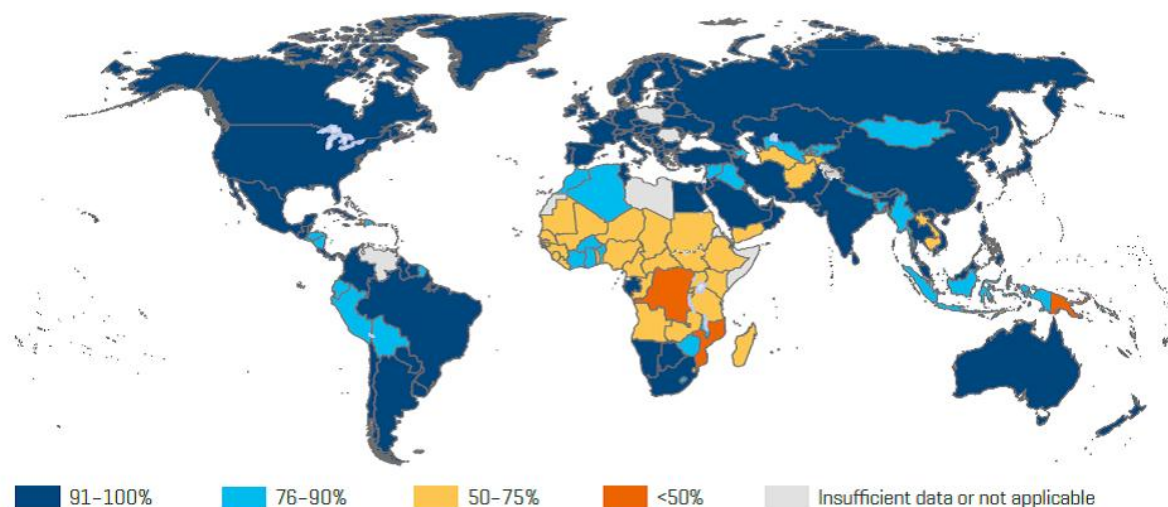 91–100% 76–90% 50–75% <50% Insufficient data or not applicable